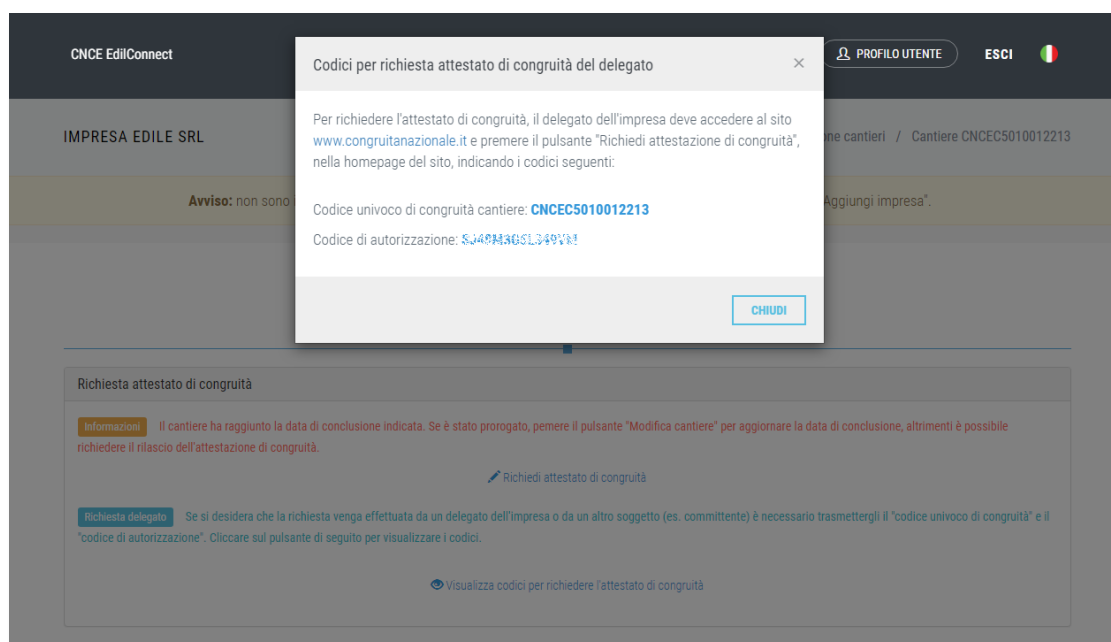 CNCE EdilConnect
PROFILO UTENTE
ESCI
Codici per richiesta attestato di congruità del delegato
×
IMPRESA EDILE SRL
one cantieri / Cantiere CNCEC5010012213
Per richiedere l'attestato di congruità, il delegato dell'impresa deve accedere al sito
www.congruitanazionale.it e premere il pulsante "Richiedi attestazione di congruità",
nella homepage del sito, indicando i codici seguenti:
Avviso: non sono
Aggiungi impresa".
Codice univoco di congruità cantiere: CNCEC5010012213
Codice di autorizzazione:
CHIUDI
Richiesta attestato di congruità
Informazioni Il cantiere ha raggiunto la data di conclusione indicata. Se è stato prorogato, pemere il pulsante "Modifica cantiere" per aggiornare la data di conclusione, altrimenti è possibile
richiedere il rilascio dell'attestazione di congruità.
Richiedi attestato di congruità
Richiesta delegato Se si desidera che la richiesta venga effettuata da un delegato dell'impresa o da un altro soggetto (es. committente) è necessario trasmettergli il "codice univoco di congruità" e il
"codice di autorizzazione". Cliccare sul pulsante di seguito per visualizzare i codici.
Visualizza codici per richiedere l'attestato di congruità